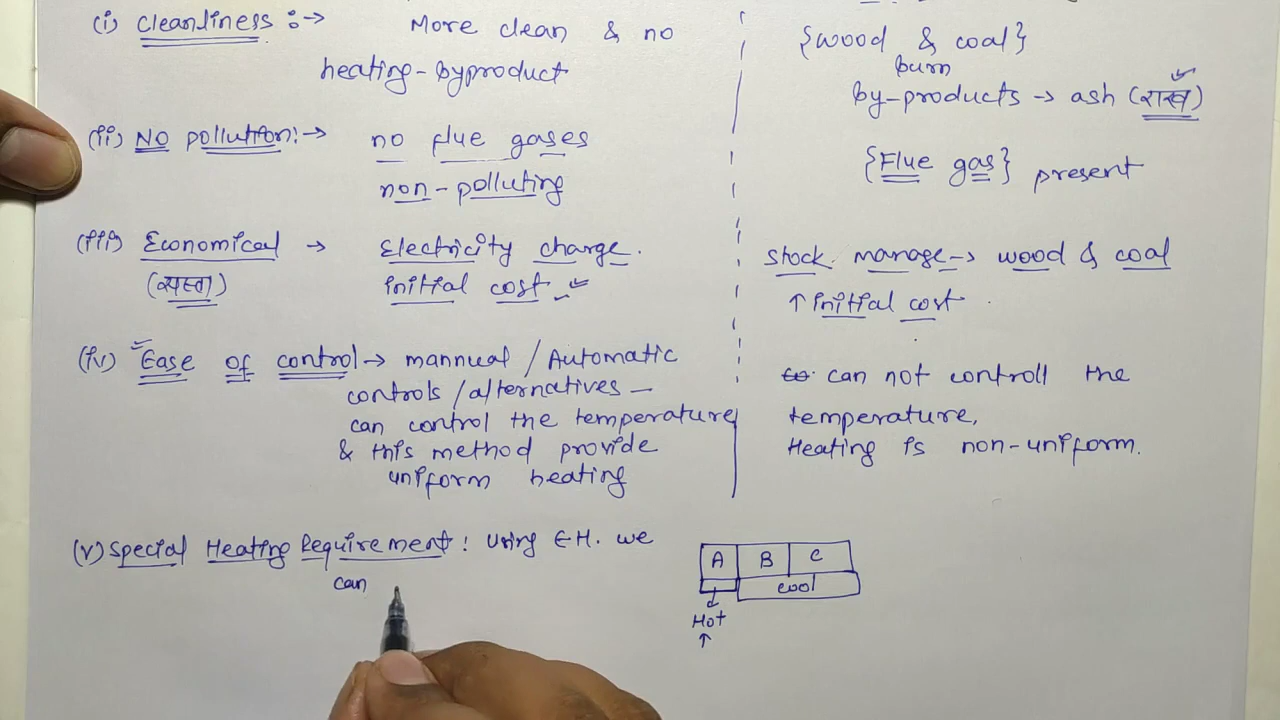 (i) Cleanliness :→ More clean & no
heating-byproduct
{wood & coal}
burn
by-products → ash (राख)
(ii) NO pollution:→ no flue gases
non-polluting
{Flue gas} present
(iii) Economical → Electricity charge.
(सस्ता) initial cost
stock manage → wood & coal
↑ initial cost
(iv) Ease of control → mannual / Automatic
controls / alternatives —
can control the temperature
& this method provide
uniform heating
can not controll the
temperature,
Heating is non-uniform.
(v) Special Heating Requirement: Using E.H. we
can
A B C
cool
Hot
↑